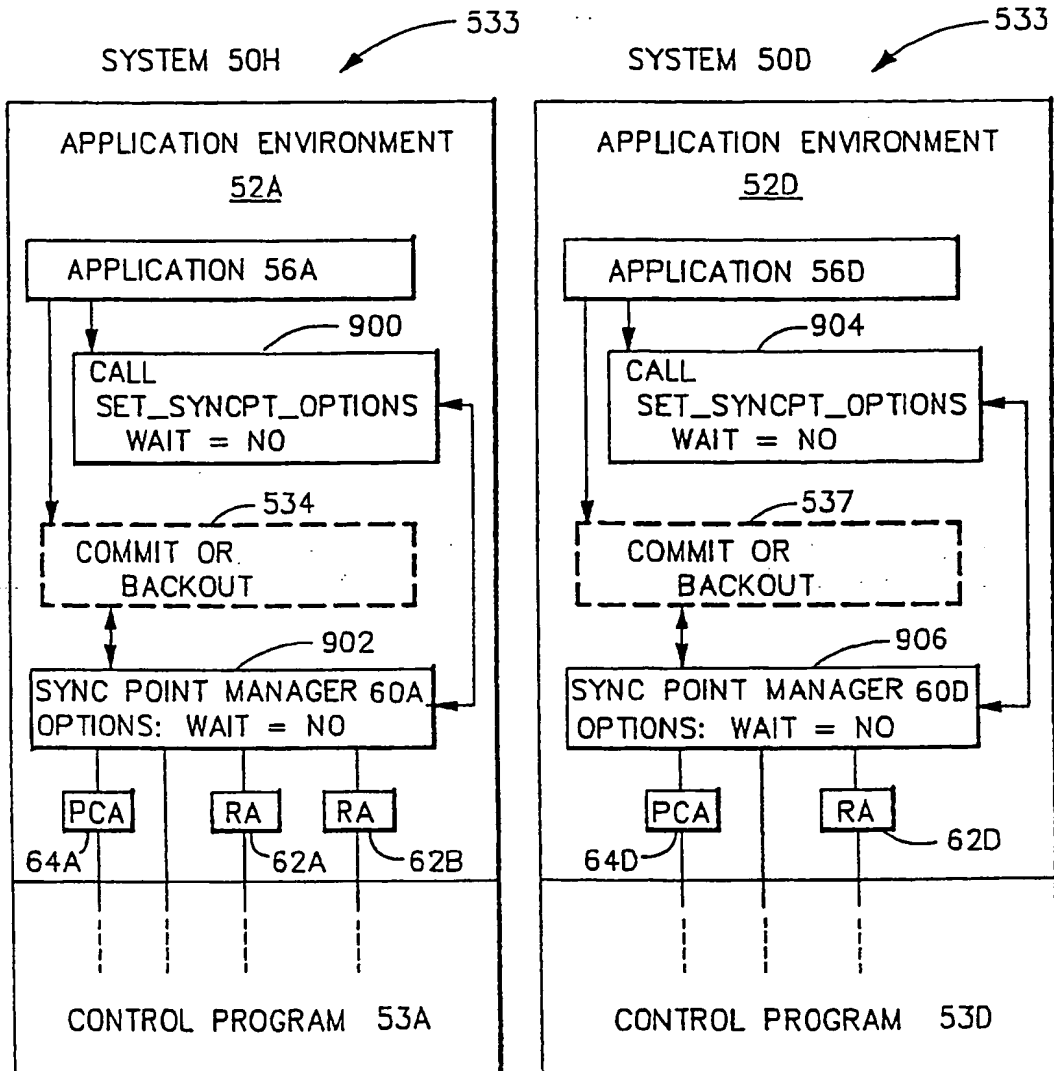 533
SYSTEM 50H
APPLICATION ENVIRONMENT
52A
APPLICATION 56A
900
CALL
SET_SYNCPT_OPTIONS
WAIT = NO
534
COMMIT OR
BACKOUT
902
SYNC POINT MANAGER 60A
OPTIONS: WAIT = NO
PCA
RA
RA
64A
62A
62B
CONTROL PROGRAM 53A
533
SYSTEM 50D
APPLICATION ENVIRONMENT
52D
APPLICATION 56D
904
CALL
SET_SYNCPT_OPTIONS
WAIT = NO
537
COMMIT OR
BACKOUT
906
SYNC POINT MANAGER 60D
OPTIONS: WAIT = NO
PCA
RA
64D
62D
CONTROL PROGRAM 53D